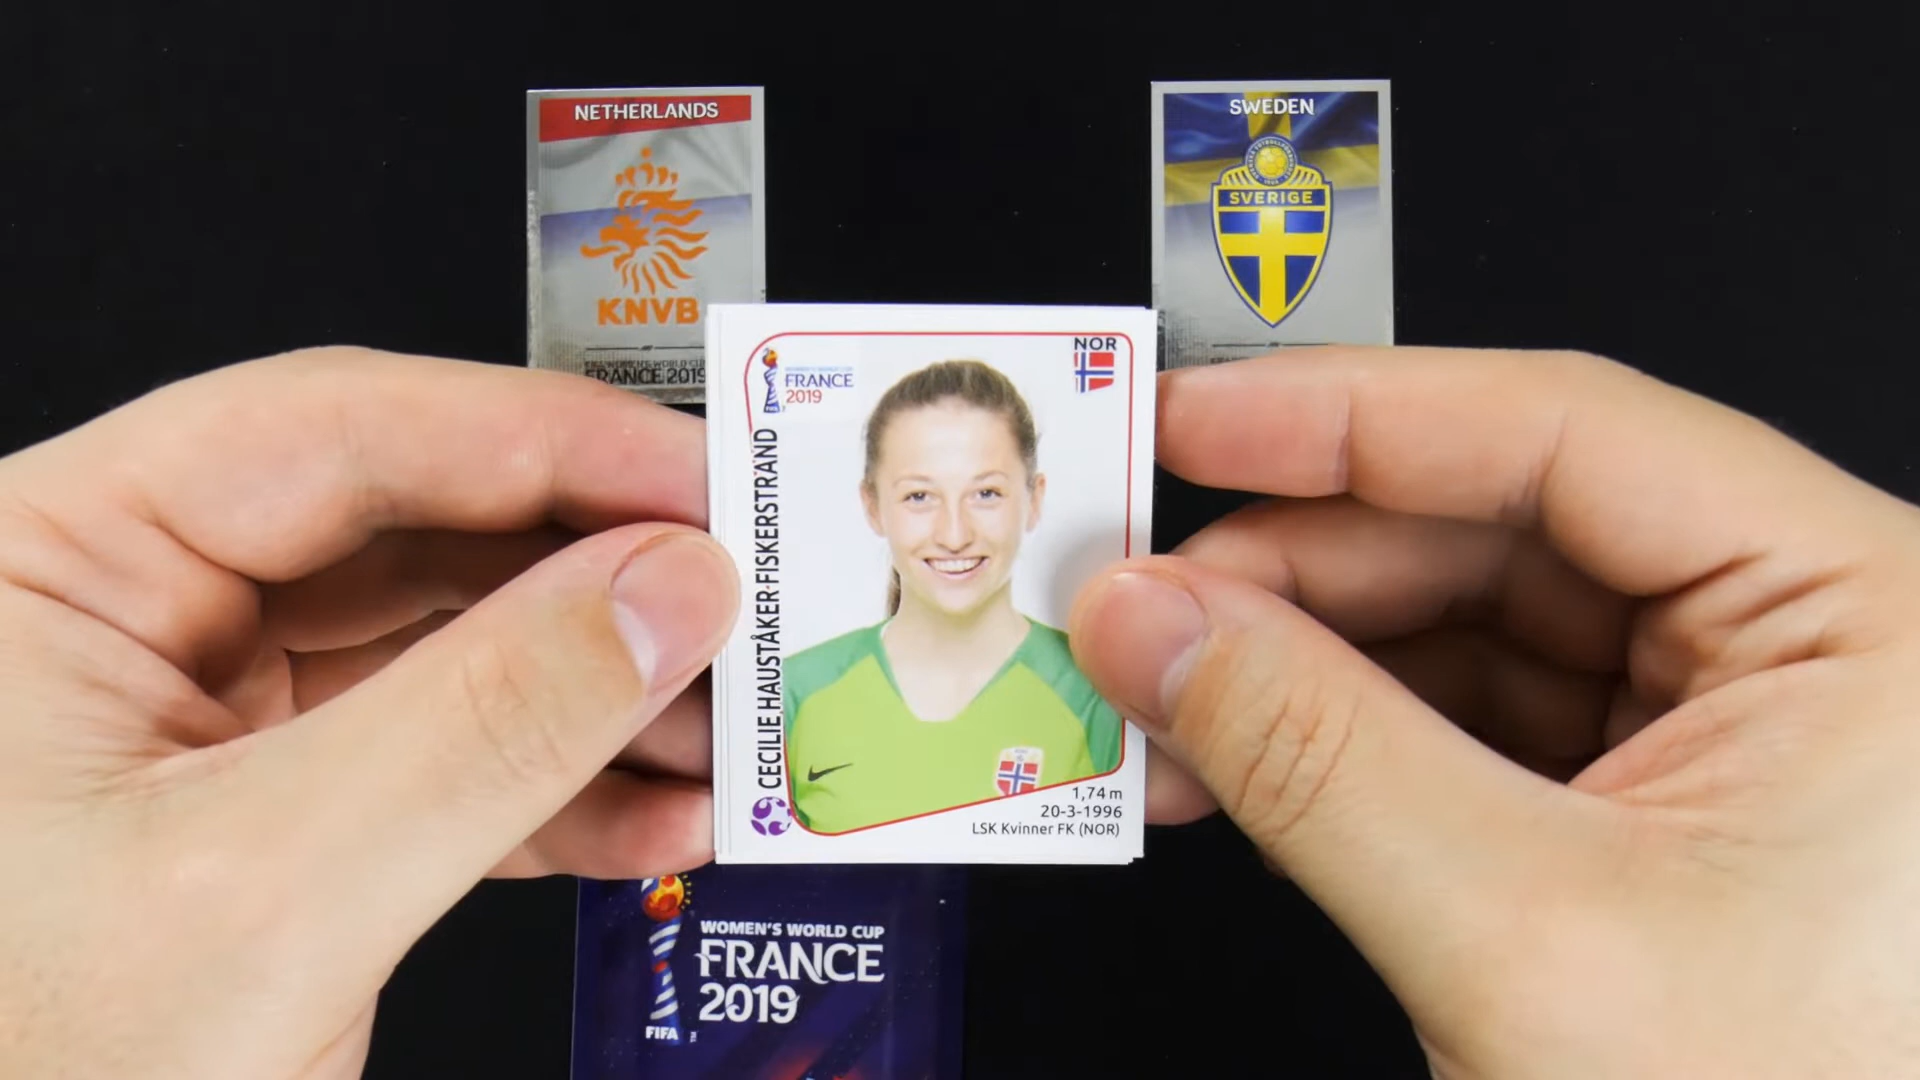 NETHERLANDS
KNVB
FRANCE 2019
SWEDEN
SVERIGE
NOR
FRANCE
2019
CECILIE HAUSTÅKER-FISKERSTRAND
1,74 m
20-3-1996
LSK Kvinner FK (NOR)
WOMEN'S WORLD CUP
FRANCE
2019
FIFA
TM